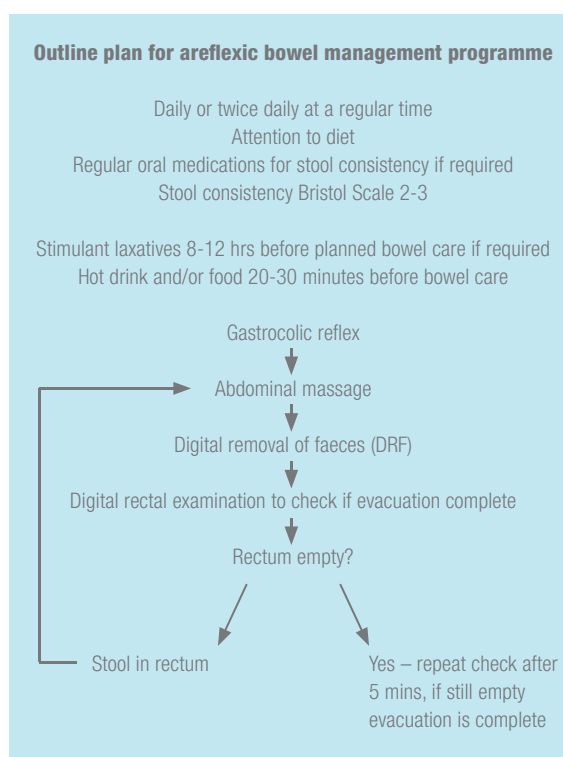 Outline plan for areflexic bowel management programme
Daily or twice daily at a regular time
Attention to diet
Regular oral medications for stool consistency if required
Stool consistency Bristol Scale 2-3
Stimulant laxatives 8-12 hrs before planned bowel care if required
Hot drink and/or food 20-30 minutes before bowel care
Gastrocolic reflex
Abdominal massage
Digital removal of faeces (DRF)
Digital rectal examination to check if evacuation complete
Rectum empty?
Stool in rectum
Yes – repeat check after
5 mins, if still empty
evacuation is complete